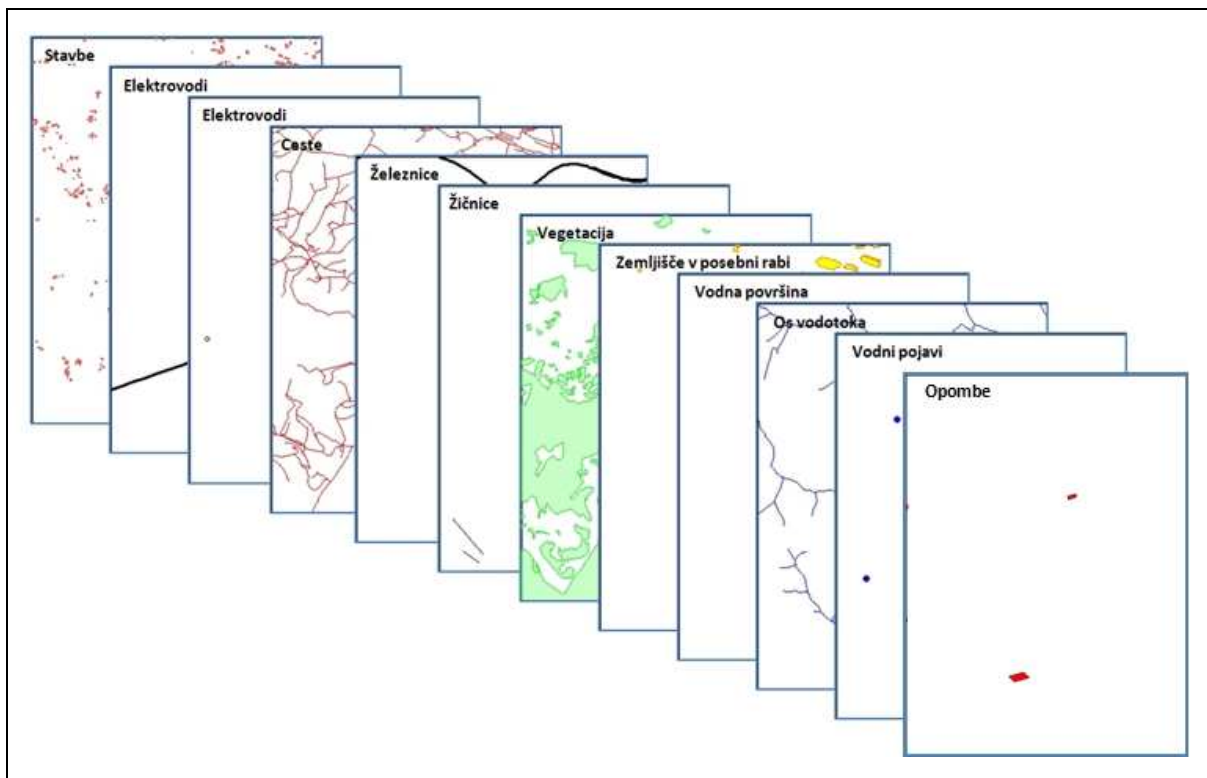 Stavbe
Elektrovodi
Elektrovodi
Ceste
Železnice
Žičnice
Vegetacija
Zemljišče v posebni rabi
Vodna površina
Os vodotoka
Vodni pojavi
Opombe